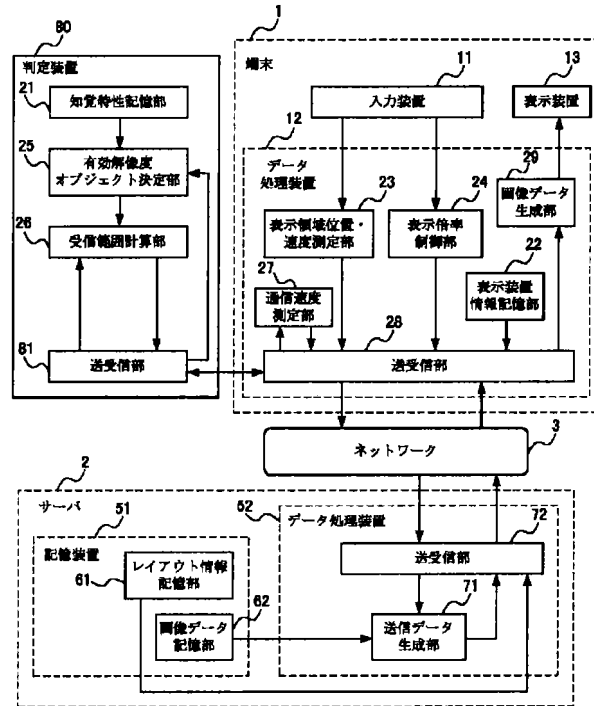 80
判定装置
21
知覚特性記憶部
25
有効解像度
オブジェクト決定部
26
受信範囲計算部
81
送受信部
1
端末
11
入力装置
13
表示装置
12
データ
処理装置
23
表示領域位置・
速度測定部
24
表示倍率
制御部
29
画像データ
生成部
27
通信速度
測定部
22
表示装置
情報記憶部
28
送受信部
ネットワーク
3
2
サーバ
51
記憶装置
レイアウト情報
記憶部
61
62
画像データ
記憶部
52
データ処理装置
72
送受信部
71
送信データ
生成部